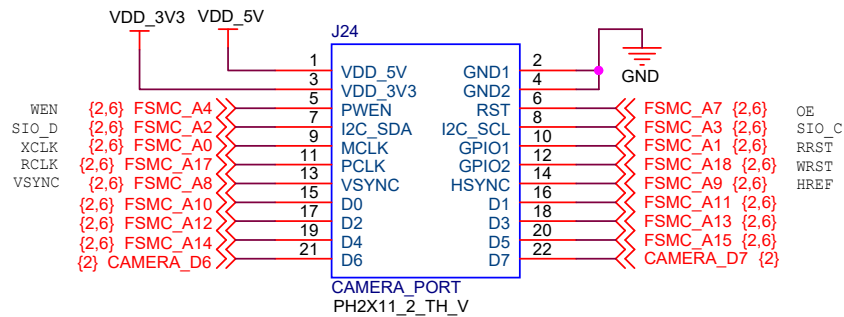 VDD_3V3 VDD_5V
J24
GND
1 VDD_5V GND1 2
3 VDD_3V3 GND2 4
WEN {2,6} FSMC_A4 5 PWEN RST 6 FSMC_A7 {2,6} OE
SIO_D {2,6} FSMC_A2 7 I2C_SDA I2C_SCL 8 FSMC_A3 {2,6} SIO_C
XCLK {2,6} FSMC_A0 9 MCLK GPIO1 10 FSMC_A1 {2,6} RRST
RCLK {2,6} FSMC_A17 11 PCLK GPIO2 12 FSMC_A18 {2,6} WRST
VSYNC {2,6} FSMC_A8 13 VSYNC HSYNC 14 FSMC_A9 {2,6} HREF
{2,6} FSMC_A10 15 D0 D1 16 FSMC_A11 {2,6}
{2,6} FSMC_A12 17 D2 D3 18 FSMC_A13 {2,6}
{2,6} FSMC_A14 19 D4 D5 20 FSMC_A15 {2,6}
{2} CAMERA_D6 21 D6 D7 22 CAMERA_D7 {2}
CAMERA_PORT
PH2X11_2_TH_V